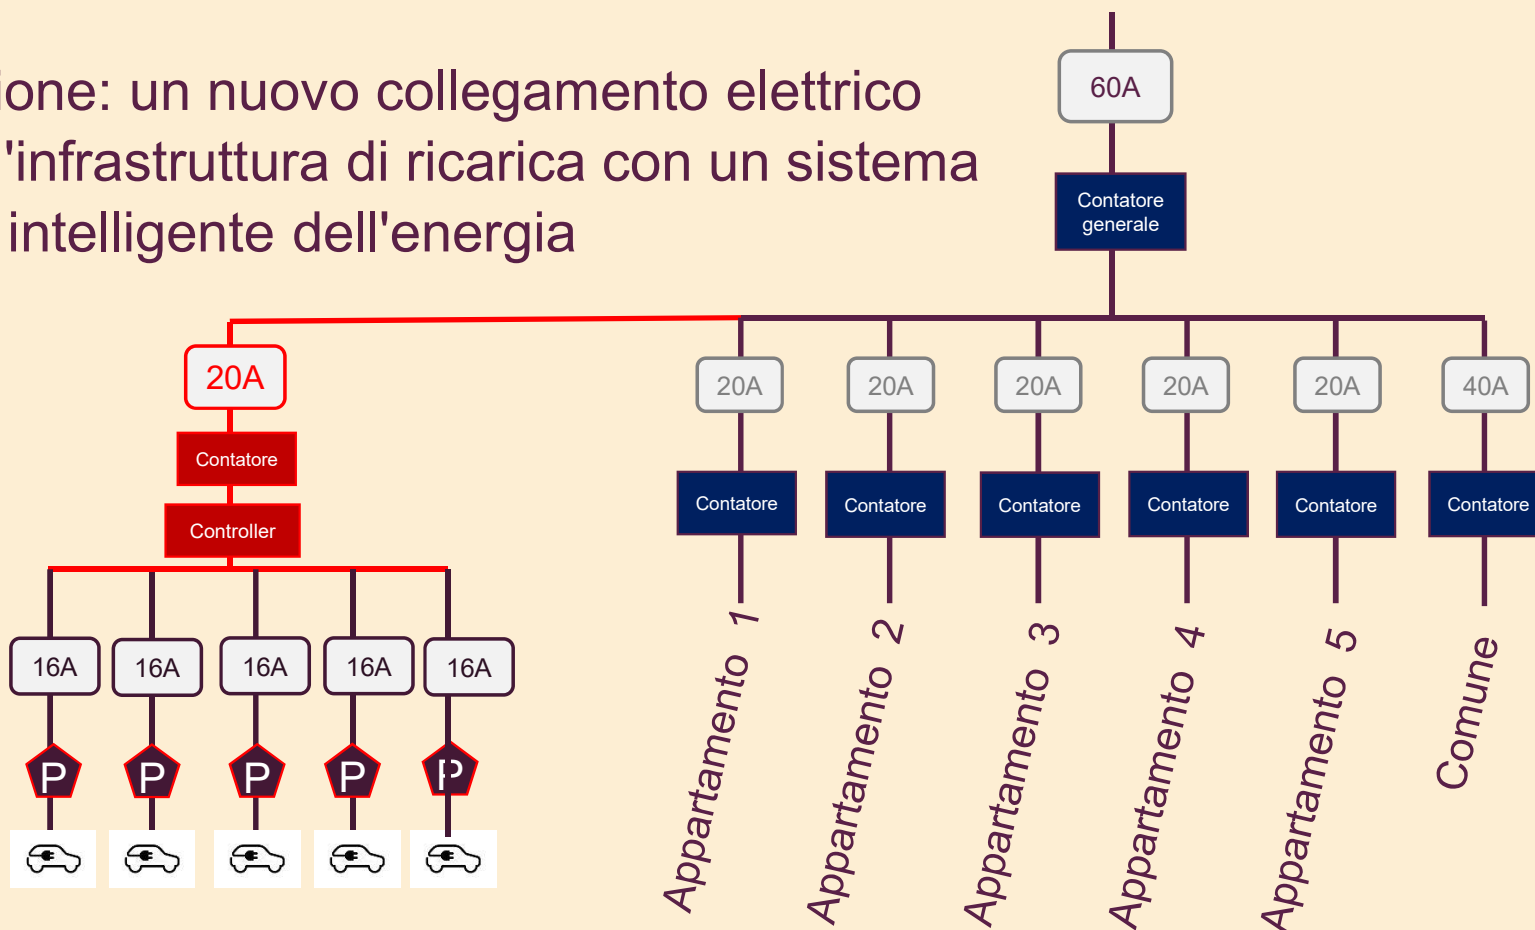 ione: un nuovo collegamento elettrico
'infrastruttura di ricarica con un sistema
intelligente dell'energia
60A
Contatore
generale
20A
Contatore
Controller
16A
16A
16A
16A
16A
P
P
P
P
P
20A
20A
20A
20A
20A
40A
Contatore
Contatore
Contatore
Contatore
Contatore
Contatore
Appartamento 1
Appartamento 2
Appartamento 3
Appartamento 4
Appartamento 5
Comune